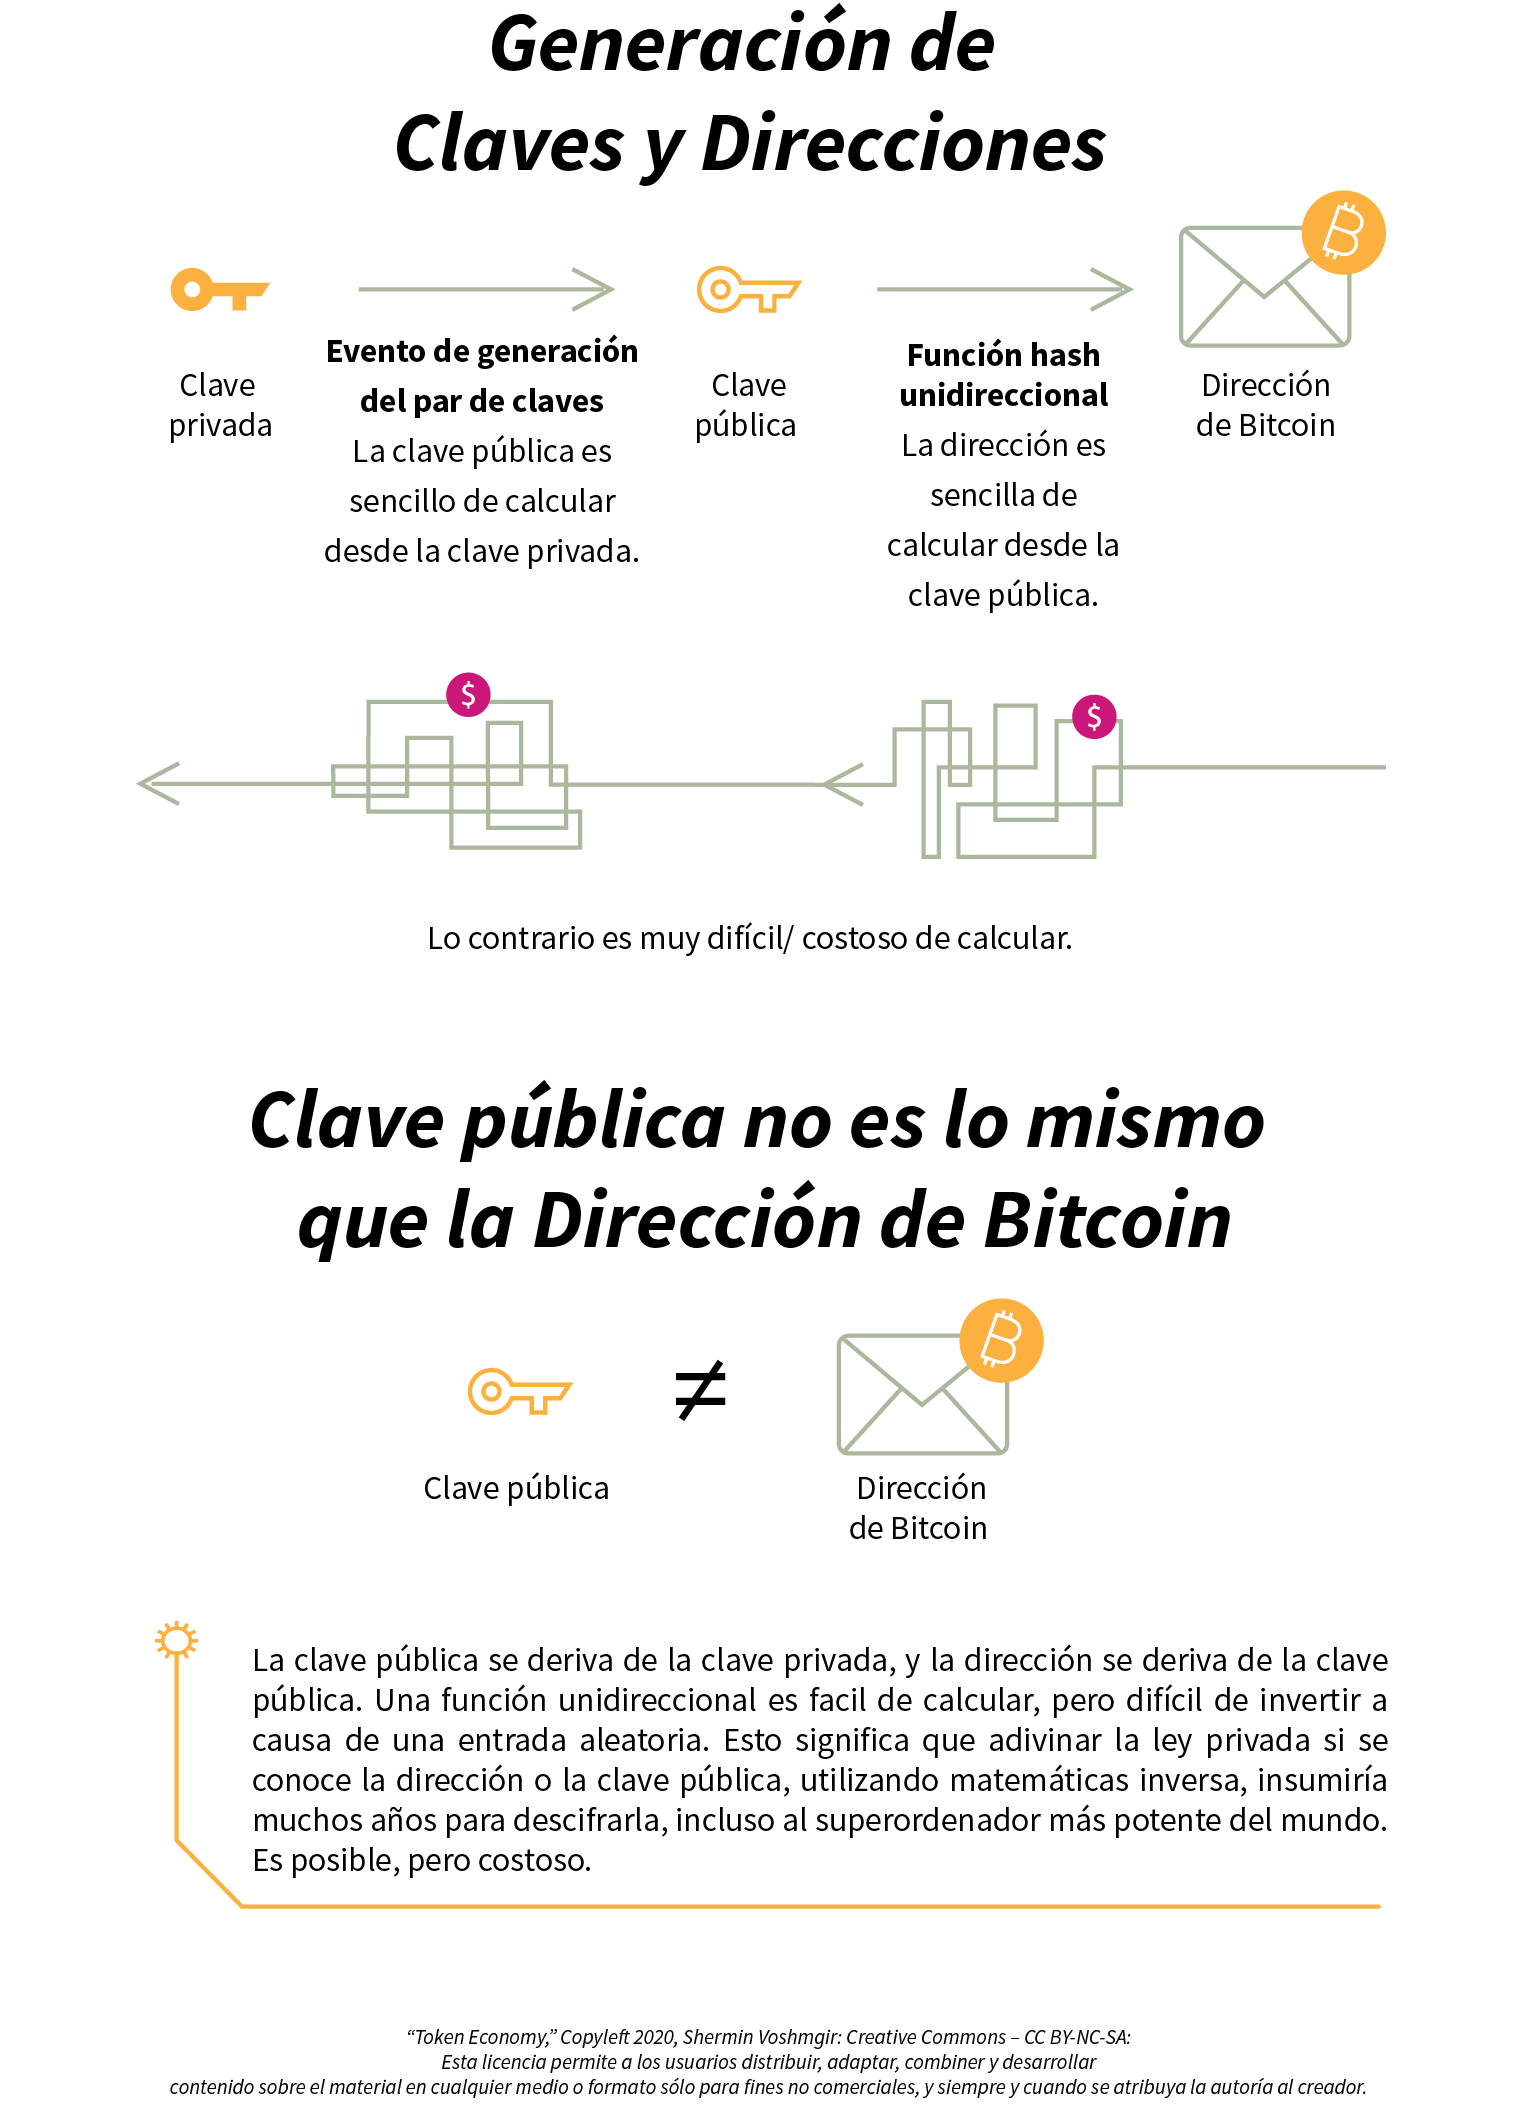 Generación de
Claves y Direcciones
Clave
privada
Evento de generación
del par de claves
La clave pública es
sencillo de calcular
desde la clave privada.
Clave
pública
Función hash
unidireccional
La dirección es
sencilla de
calcular desde la
clave pública.
Dirección
de Bitcoin
$
$
Lo contrario es muy difícil/ costoso de calcular.
Clave pública no es lo mismo
que la Dirección de Bitcoin
≠
Clave pública
Dirección
de Bitcoin
La clave pública se deriva de la clave privada, y la dirección se deriva de la clave
pública. Una función unidireccional es facil de calcular, pero difícil de invertir a
causa de una entrada aleatoria. Esto significa que adivinar la ley privada si se
conoce la dirección o la clave pública, utilizando matemáticas inversa, insumiría
muchos años para descifrarla, incluso al superordenador más potente del mundo.
Es posible, pero costoso.
“Token Economy,” Copyleft 2020, Shermin Voshmgir: Creative Commons – CC BY-NC-SA:
Esta licencia permite a los usuarios distribuir, adaptar, combiner y desarrollar
contenido sobre el material en cualquier medio o formato sólo para fines no comerciales, y siempre y cuando se atribuya la autoría al creador.